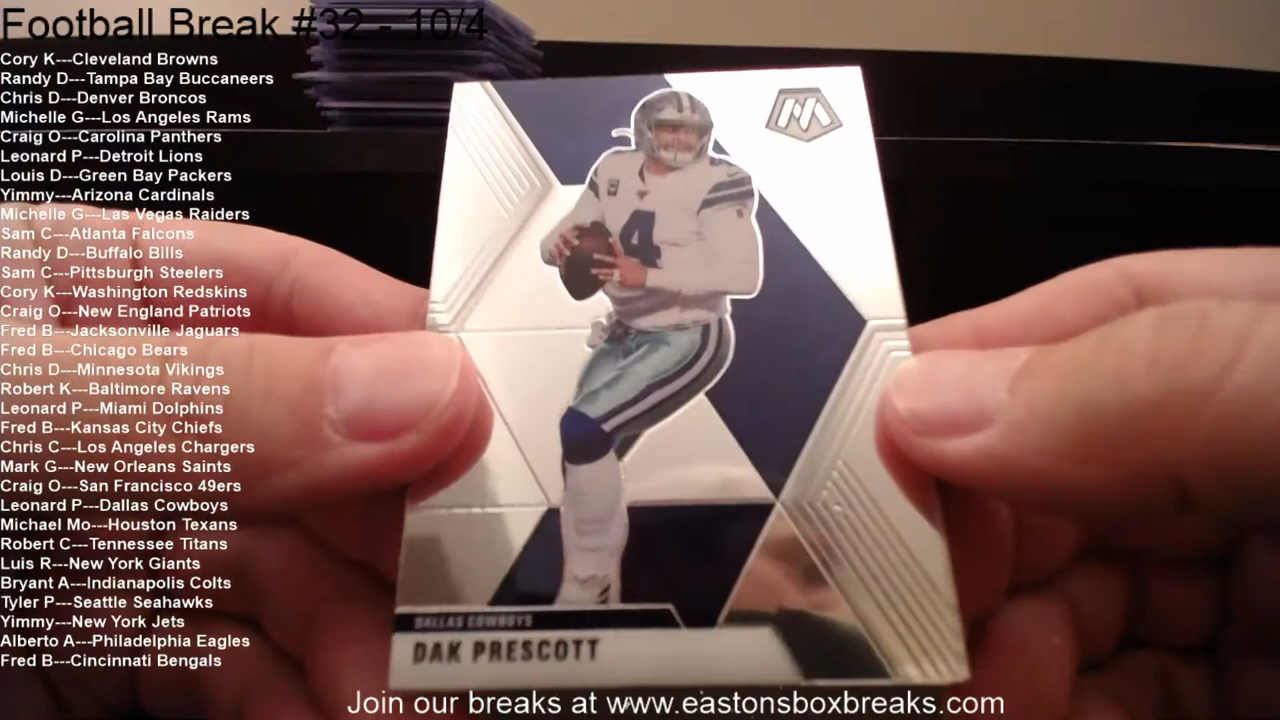 Football Break #32 - 10/4
Cory K---Cleveland Browns
Randy D---Tampa Bay Buccaneers
Chris D---Denver Broncos
Michelle G---Los Angeles Rams
Craig O---Carolina Panthers
Leonard P---Detroit Lions
Louis D---Green Bay Packers
Yimmy---Arizona Cardinals
Michelle G---Las Vegas Raiders
Sam C---Atlanta Falcons
Randy D---Buffalo Bills
Sam C---Pittsburgh Steelers
Cory K---Washington Redskins
Craig O---New England Patriots
Fred B---Jacksonville Jaguars
Fred B---Chicago Bears
Chris D---Minnesota Vikings
Robert K---Baltimore Ravens
Leonard P---Miami Dolphins
Fred B---Kansas City Chiefs
Chris C---Los Angeles Chargers
Mark G---New Orleans Saints
Craig O---San Francisco 49ers
Leonard P---Dallas Cowboys
Michael Mo---Houston Texans
Robert C---Tennessee Titans
Luis R---New York Giants
Bryant A---Indianapolis Colts
Tyler P---Seattle Seahawks
Yimmy---New York Jets
Alberto A---Philadelphia Eagles
Fred B---Cincinnati Bengals
M
4
DALLAS COWBOYS
DAK PRESCOTT
Join our breaks at www.eastonsboxbreaks.com